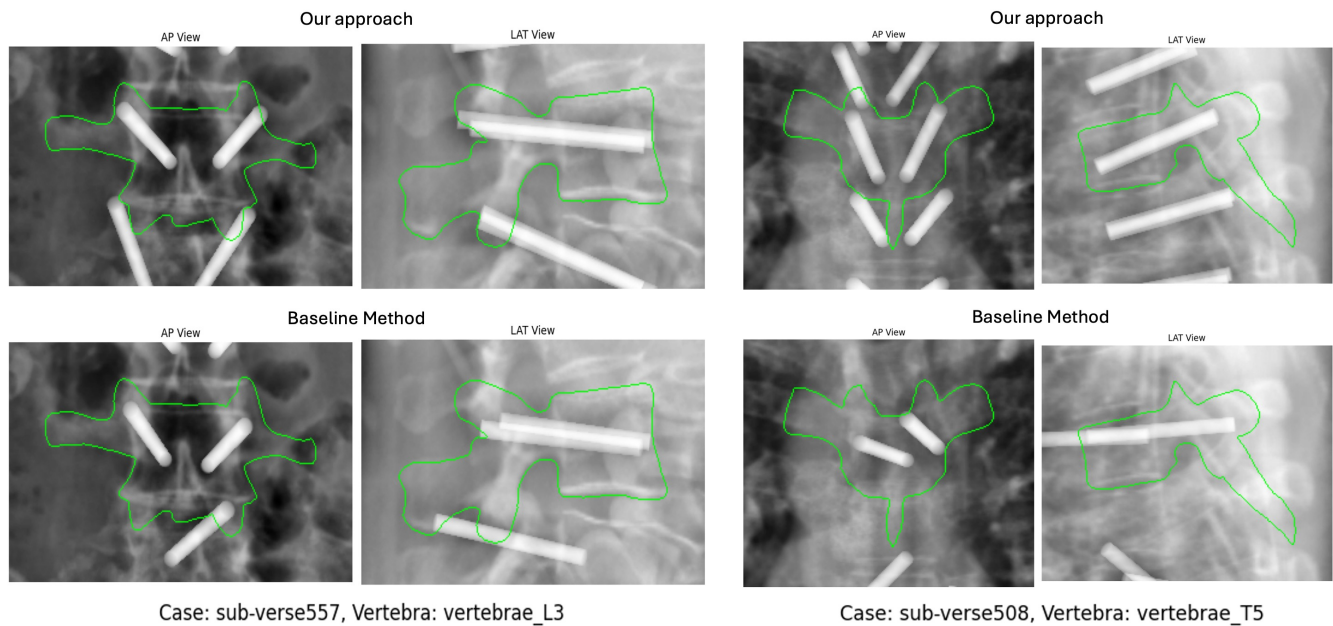 Our approach
AP View
LAT View
Baseline Method
AP View
LAT View
Case: sub-verse557, Vertebra: vertebrae_L3
Our approach
AP View
LAT View
Baseline Method
AP View
LAT View
Case: sub-verse508, Vertebra: vertebrae_T5